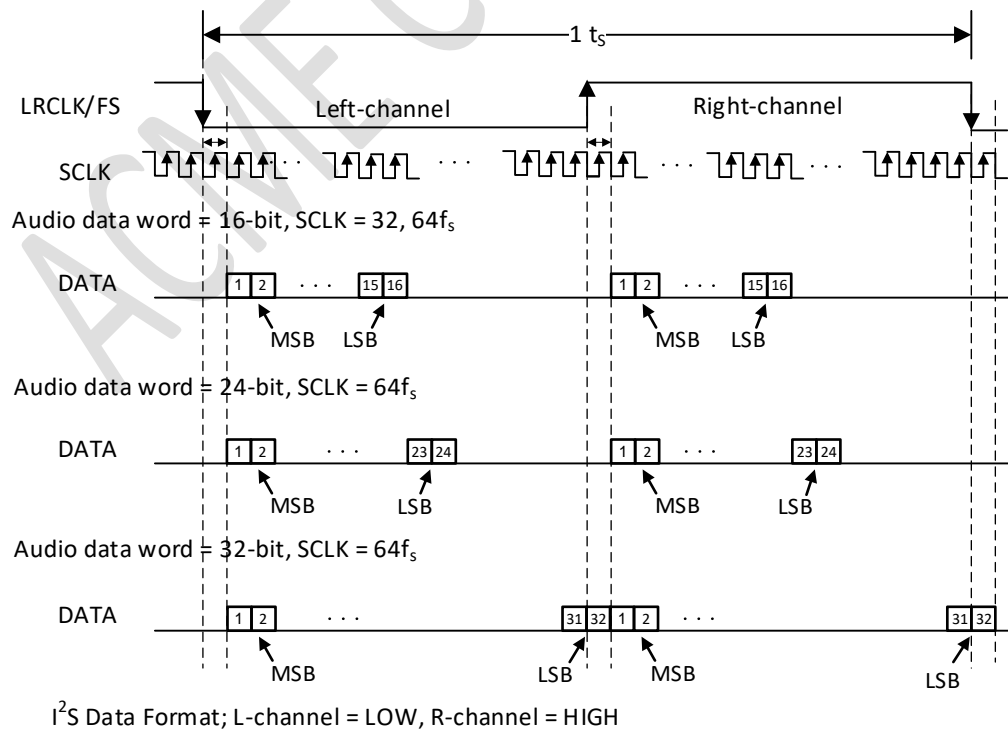 ACME C
1 tS
LRCLK/FS Left-channel Right-channel
SCLK ... ... ... ...
Audio data word = 16-bit, SCLK = 32, 64fs
DATA 1 2 ... 15 16 1 2 ... 15 16
MSB LSB MSB LSB
Audio data word = 24-bit, SCLK = 64fs
DATA 1 2 ... 23 24 1 2 ... 23 24
MSB LSB MSB LSB
Audio data word = 32-bit, SCLK = 64fs
DATA 1 2 ... 31 32 1 2 ... 31 32
MSB LSB MSB LSB
I²S Data Format; L-channel = LOW, R-channel = HIGH